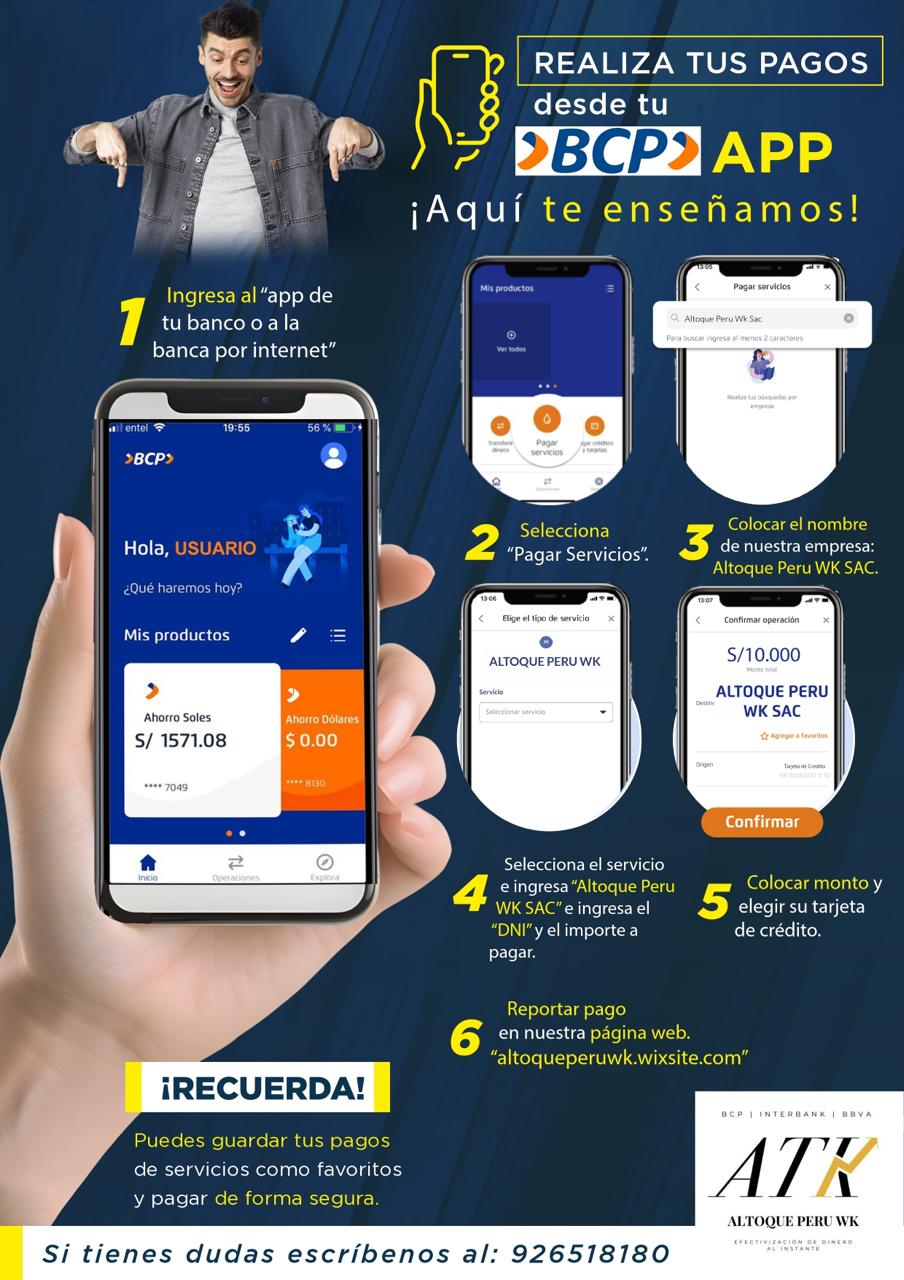 REALIZA TUS PAGOS
desde tu
BCP APP
¡Aquí te enseñamos!
1 Ingresa al “app de
tu banco o a la
banca por internet”
entel 19:55 56 %
BCP
Hola, USUARIO
¿Qué haremos hoy?
Mis productos
Ahorro Soles
S/ 1571.08
**** 7049
Ahorro Dólares
$ 0.00
**** 8130
Inicio
Operaciones
Explora
Mis productos
Ver todos
Pagar
servicios
Operaciones
2 Selecciona
“Pagar Servicios”.
13:05
Pagar servicios
Altoque Peru Wk Sac
Para buscar ingresa al menos 2 caracteres
Realiza tus búsquedas por
empresa
3 Colocar el nombre
de nuestra empresa:
Altoque Peru WK SAC.
13:06
Elige el tipo de servicio
M
ALTOQUE PERU WK
Servicio
Seleccionar servicio
4 Selecciona el servicio
e ingresa “Altoque Peru
WK SAC” e ingresa el
“DNI” y el importe a
pagar.
13:07
Confirmar operación
S/10.000
Monto total
ALTOQUE PERU
WK SAC
Agregar a favoritos
Origen
Tarjeta de Crédito
Confirmar
5 Colocar monto y
elegir su tarjeta
de crédito.
6 Reportar pago
en nuestra página web.
“altoqueperuwk.wixsite.com”
¡RECUERDA!
Puedes guardar tus pagos
de servicios como favoritos
y pagar de forma segura.
BCP | INTERBANK | BBVA
ATK
ALTOQUE PERU WK
EFECTIVIZACIÓN DE DINERO
AL INSTANTE
Si tienes dudas escríbenos al: 926518180